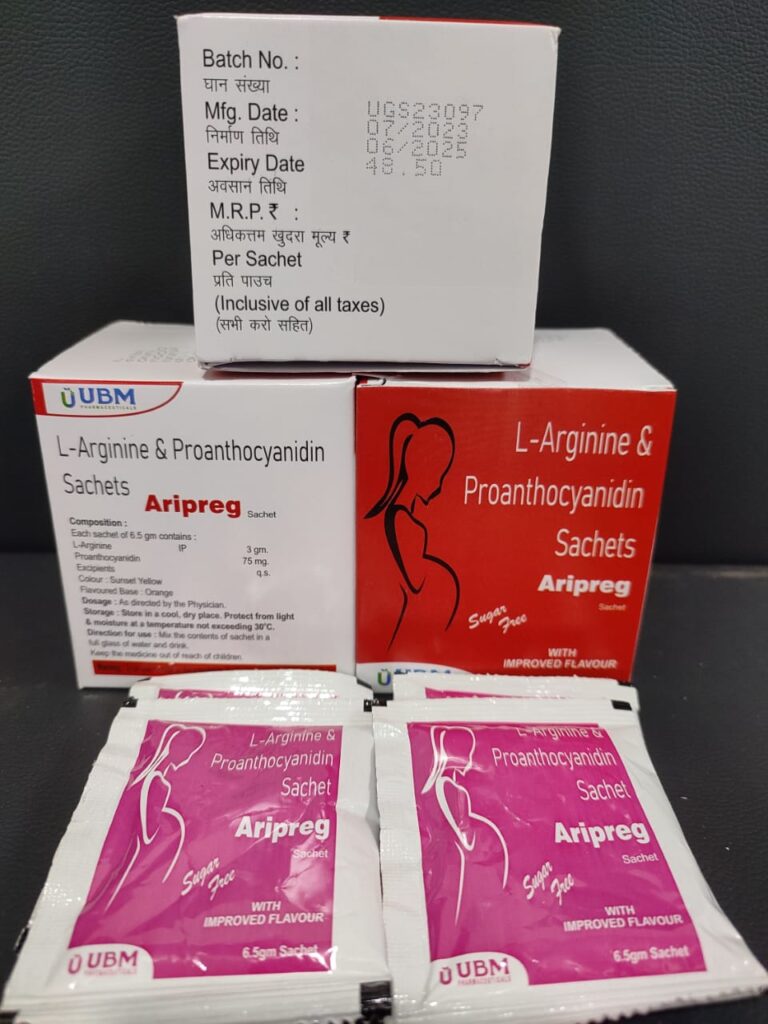 Batch No. :
घान संख्या
Mfg. Date :
निर्माण तिथि
Expiry Date
अवसान तिथि
M.R.P. ₹ :
अधिकत्तम खुदरा मूल्य ₹
Per Sachet
प्रति पाउच
(Inclusive of all taxes)
(सभी करो सहित)
UGS23097
07/2023
06/2025
48.50
UBM
PHARMACEUTICALS
L-Arginine & Proanthocyanidin
Sachets Aripreg Sachet
Composition :
Each sachet of 6.5 gm contains :
L-Arginine IP 3 gm.
Proanthocyanidin 75 mg.
Excipients q.s.
Colour : Sunset Yellow
Flavoured Base : Orange
Dosage : As directed by the Physician.
Storage : Store in a cool, dry place. Protect from light
& moisture at a temperature not exceeding 30°C.
Direction for use : Mix the contents of sachet in a
full glass of water and drink.
Keep the medicine out of reach of children.
L-Arginine &
Proanthocyanidin
Sachets
Aripreg
Sachet
Sugar
Free
WITH
IMPROVED FLAVOUR
UBM
L-Arginine &
Proanthocyanidin
Sachet
Aripreg
Sachet
Sugar
Free
WITH
IMPROVED FLAVOUR
6.5gm Sachet
UBM
PHARMACEUTICALS
L-Arginine &
Proanthocyanidin
Sachet
Aripreg
Sachet
Sugar
Free
WITH
IMPROVED FLAVOUR
6.5gm Sachet
UBM
PHARMACEUTICALS